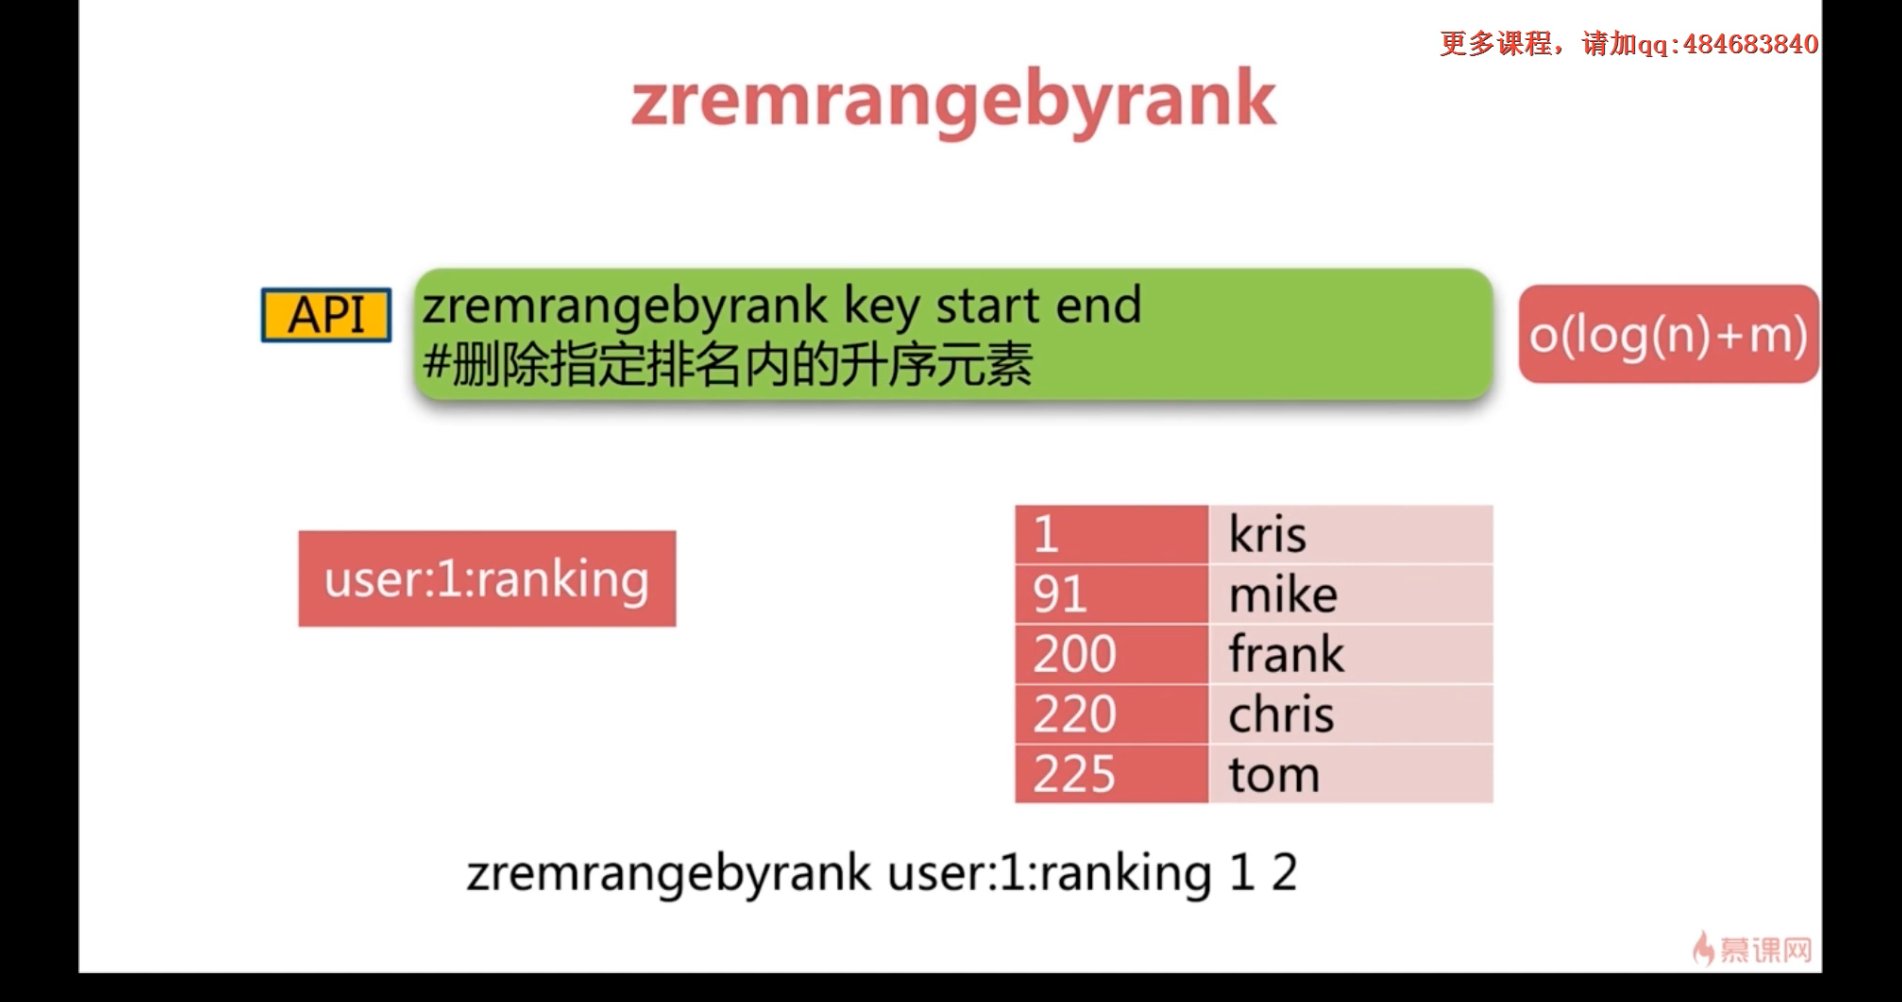 更多课程，请加qq:484683840
zremrangebyrank
API
zremrangebyrank key start end
#删除指定排名内的升序元素
o(log(n)+m)
user:1:ranking
1 kris
91 mike
200 frank
220 chris
225 tom
zremrangebyrank user:1:ranking 1 2
慕课网